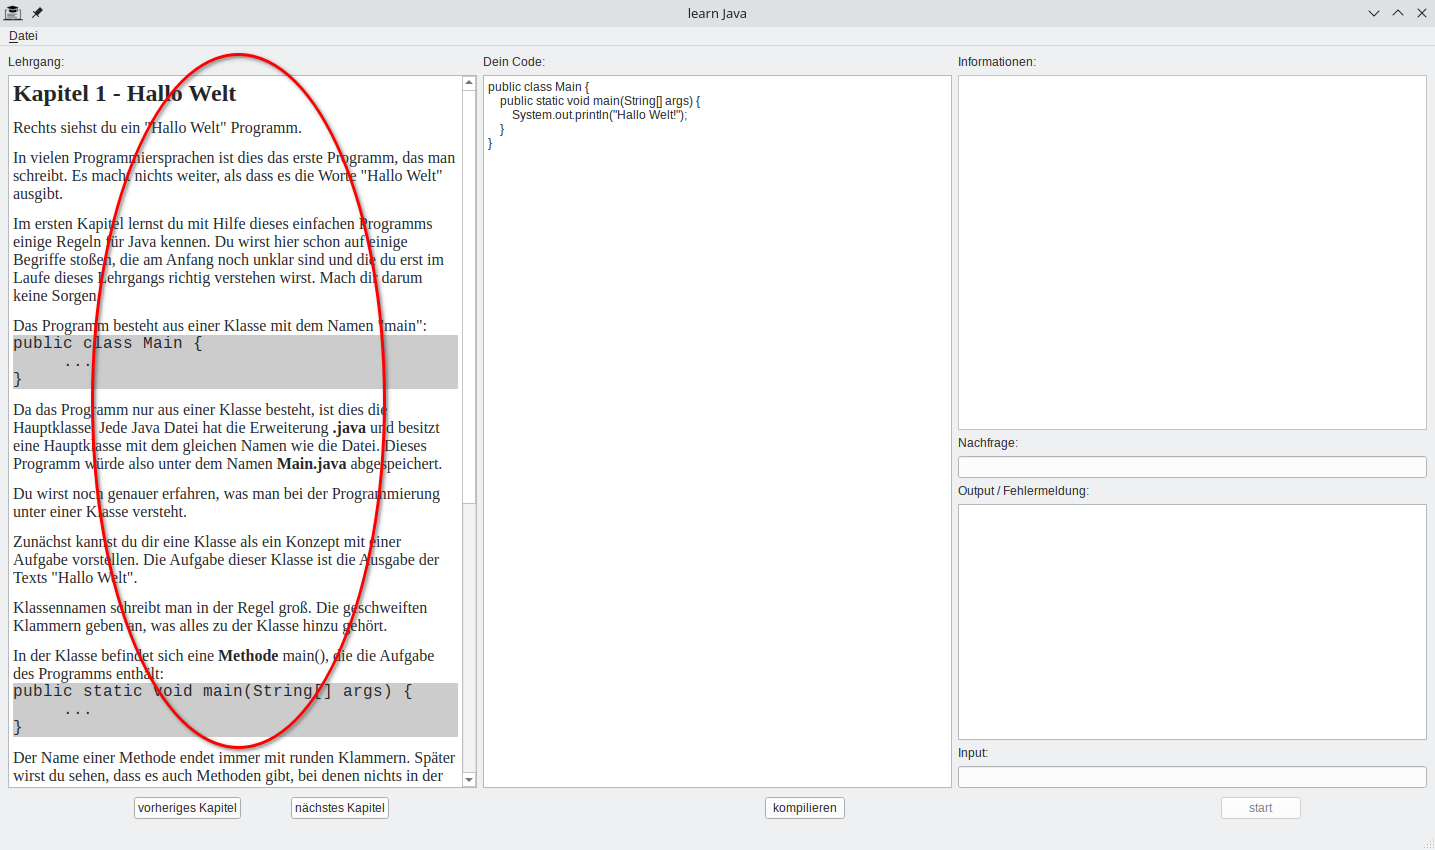 learn Java
Datei
Lehrgang:
Kapitel 1 - Hallo Welt
Rechts siehst du ein "Hallo Welt" Programm.
In vielen Programmiersprachen ist dies das erste Programm, das man
schreibt. Es macht nichts weiter, als dass es die Worte "Hallo Welt"
ausgibt.
Im ersten Kapitel lernst du mit Hilfe dieses einfachen Programms
einige Regeln für Java kennen. Du wirst hier schon auf einige
Begriffe stoßen, die am Anfang noch unklar sind und die du erst im
Laufe dieses Lehrgangs richtig verstehen wirst. Mach dir darum
keine Sorgen.
Das Programm besteht aus einer Klasse mit dem Namen "main":
public class Main {
...
}
Da das Programm nur aus einer Klasse besteht, ist dies die
Hauptklasse. Jede Java Datei hat die Erweiterung .java und besitzt
eine Hauptklasse mit dem gleichen Namen wie die Datei. Dieses
Programm würde also unter dem Namen Main.java abgespeichert.
Du wirst noch genauer erfahren, was man bei der Programmierung
unter einer Klasse versteht.
Zunächst kannst du dir eine Klasse als ein Konzept mit einer
Aufgabe vorstellen. Die Aufgabe dieser Klasse ist die Ausgabe der
Texts "Hallo Welt".
Klassennamen schreibt man in der Regel groß. Die geschweiften
Klammern geben an, was alles zu der Klasse hinzu gehört.
In der Klasse befindet sich eine Methode main(), die die Aufgabe
des Programms enthält:
public static void main(String[] args) {
...
}
Der Name einer Methode endet immer mit runden Klammern. Später
wirst du sehen, dass es auch Methoden gibt, bei denen nichts in der
vorheriges Kapitel
nächstes Kapitel
Dein Code:
public class Main {
public static void main(String[] args) {
System.out.println("Hallo Welt!");
}
}
kompilieren
Informationen:
Nachfrage:
Output / Fehlermeldung:
Input:
start